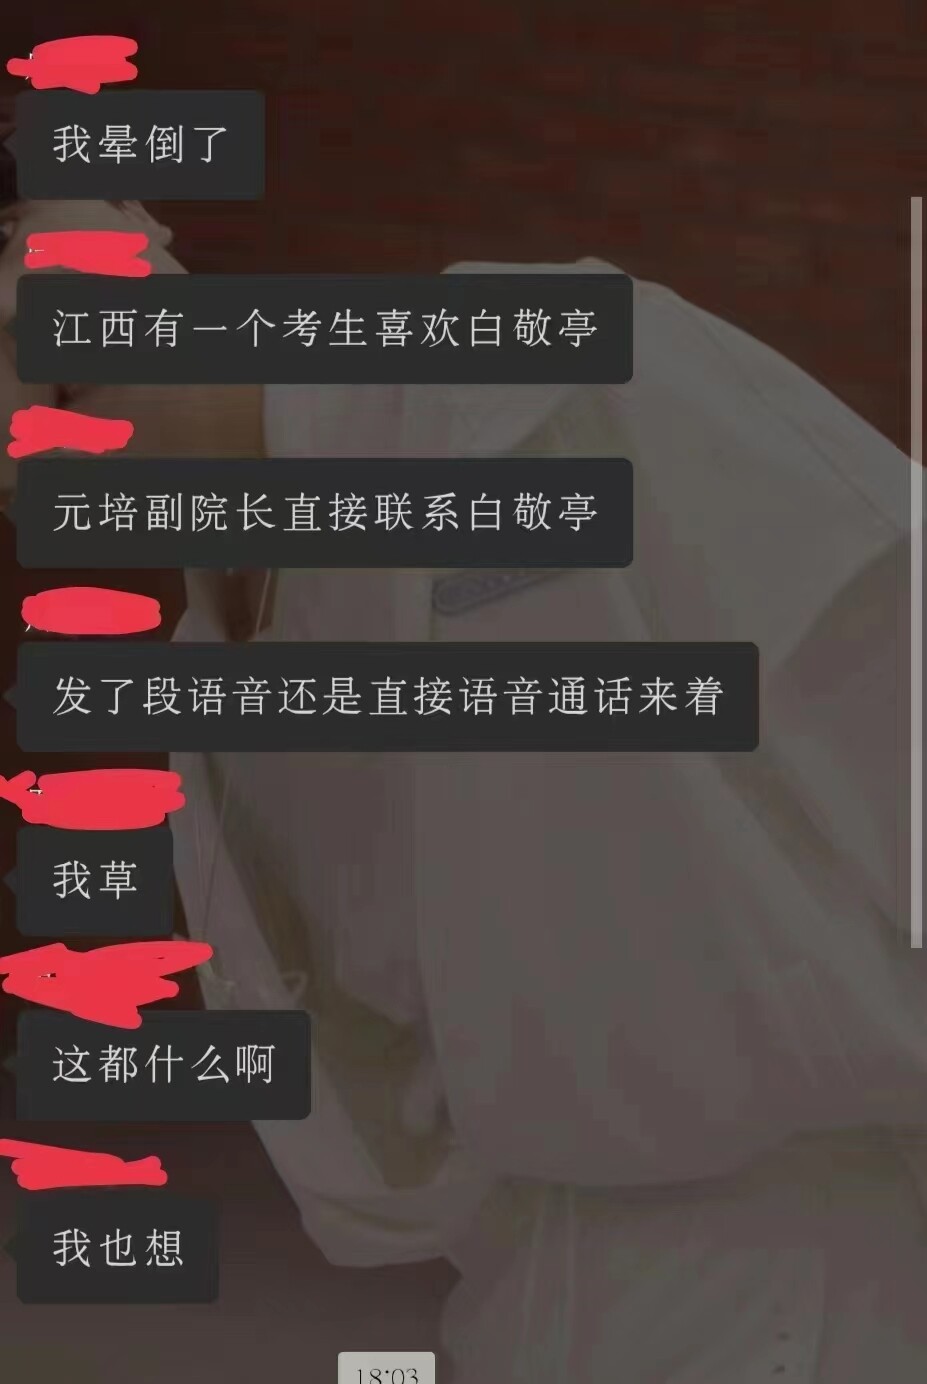 我晕倒了
江西有一个考生喜欢白敬亭
元培副院长直接联系白敬亭
发了段语音还是直接语音通话来着
我草
这都什么啊
我也想
18:03